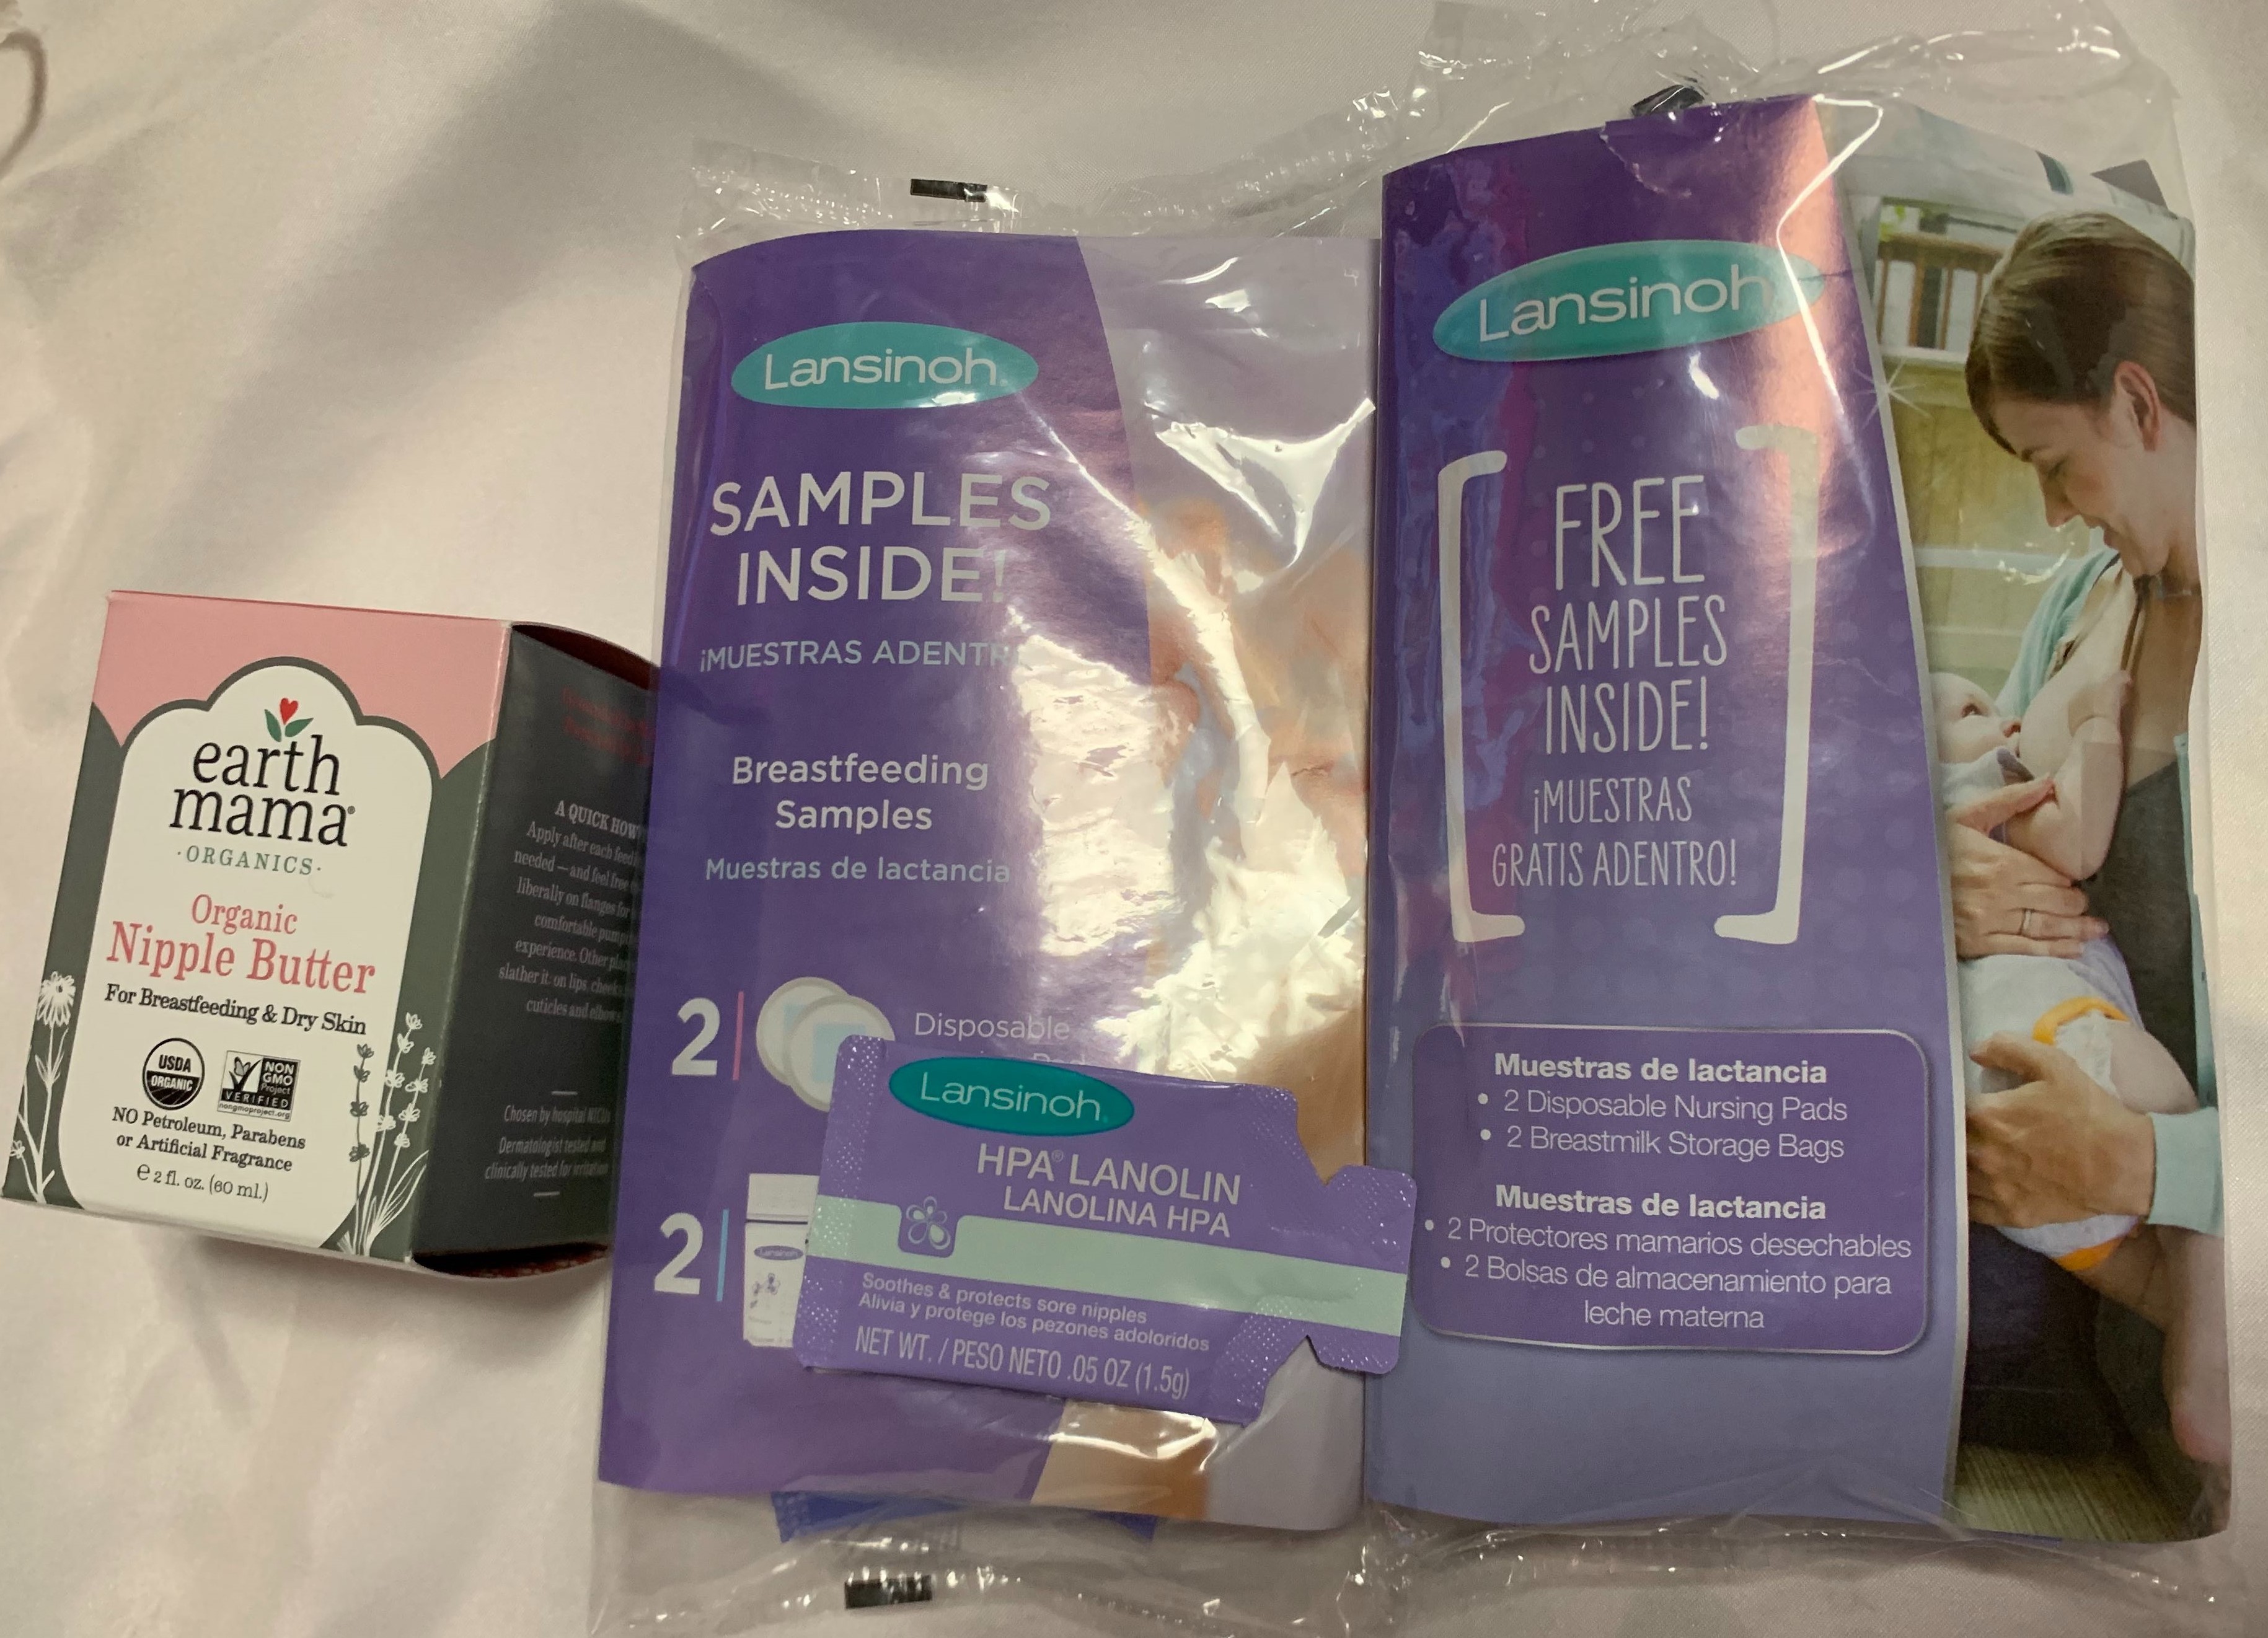 earth
mama®
·ORGANICS·
Organic
Nipple Butter
For Breastfeeding & Dry Skin
USDA
ORGANIC
NON
GMO
Project
VERIFIED
nongmoproject.org
NO Petroleum, Parabens
or Artificial Fragrance
℮ 2 fl. oz. (60 ml.)
A QUICK HOW
Apply after each
needed — and feel free
liberally on flanges for
comfortable
experience. Other
slather it: on lips,
cuticles and
Chosen by hospital NICUs
Dermatologist tested and
clinically tested for irritation
Lansinoh
SAMPLES
INSIDE!
¡MUESTRAS
Breastfeeding
Samples
Muestras de lactancia
2
Disposable
2
Lansinoh
Lansinoh®
HPA® LANOLIN
LANOLINA HPA
Soothes & protects sore nipples
Alivia y protege los pezones adoloridos
NET WT. / PESO NETO .05 OZ (1.5g)
Lansinoh
FREE
SAMPLES
INSIDE!
¡MUESTRAS
GRATIS ADENTRO!
Muestras de lactancia
• 2 Disposable Nursing Pads
• 2 Breastmilk Storage Bags
Muestras de lactancia
• 2 Protectores mamarios desechables
• 2 Bolsas de almacenamiento para
leche materna